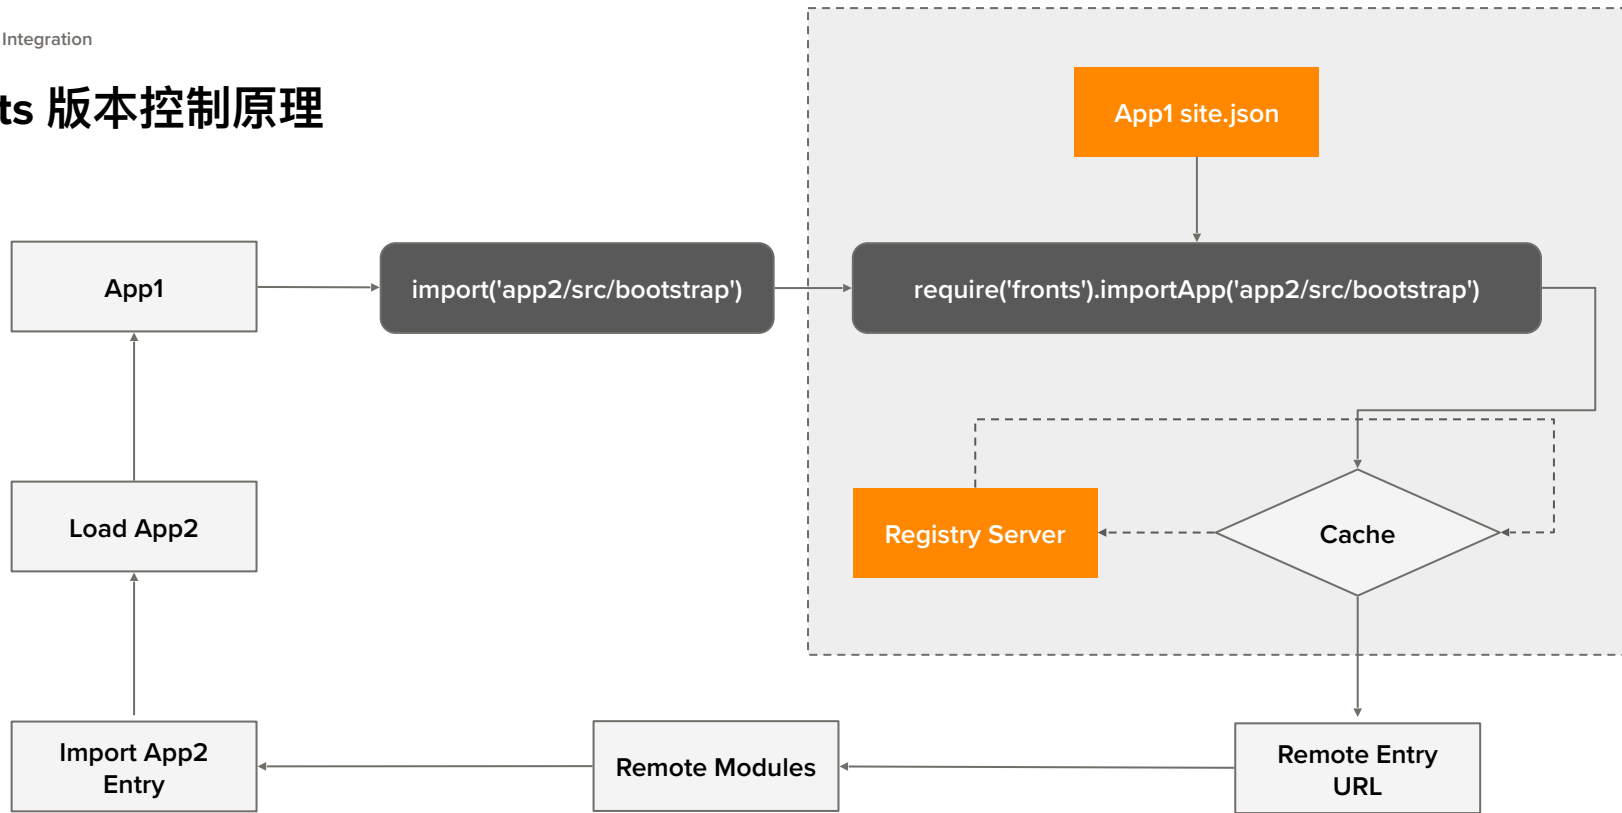 Integration
ts 版本控制原理
App1 site.json
App1
import('app2/src/bootstrap')
require('fronts').importApp('app2/src/bootstrap')
Load App2
Registry Server
Cache
Import App2
Entry
Remote Modules
Remote Entry
URL